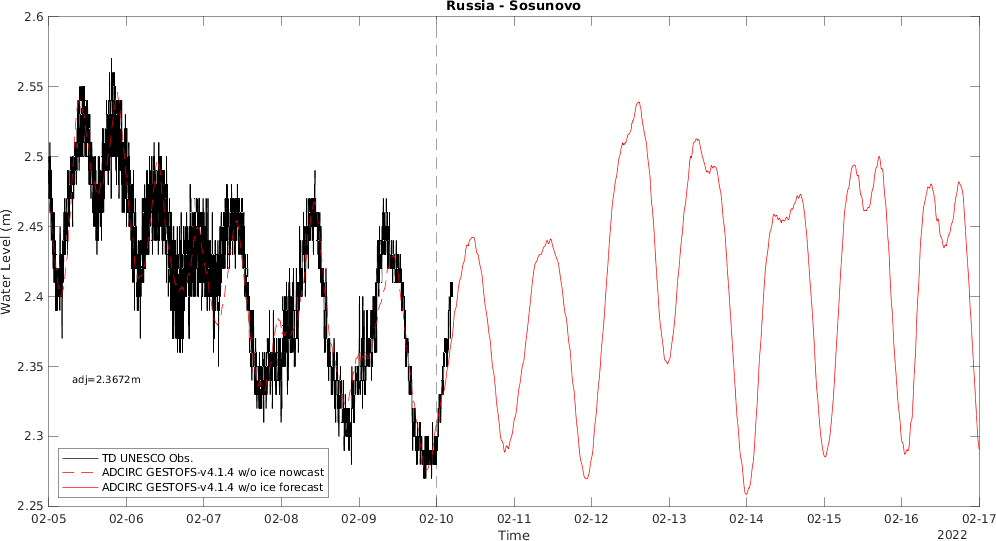 Russia - Sosunovo
Water Level (m)
2.6
2.55
2.5
2.45
2.4
2.35
2.3
2.25
adj=2.3672m
TD UNESCO Obs.
ADCIRC GESTOFS-v4.1.4 w/o ice nowcast
ADCIRC GESTOFS-v4.1.4 w/o ice forecast
02-05 02-06 02-07 02-08 02-09 02-10 02-11 02-12 02-13 02-14 02-15 02-16 02-17
Time
2022